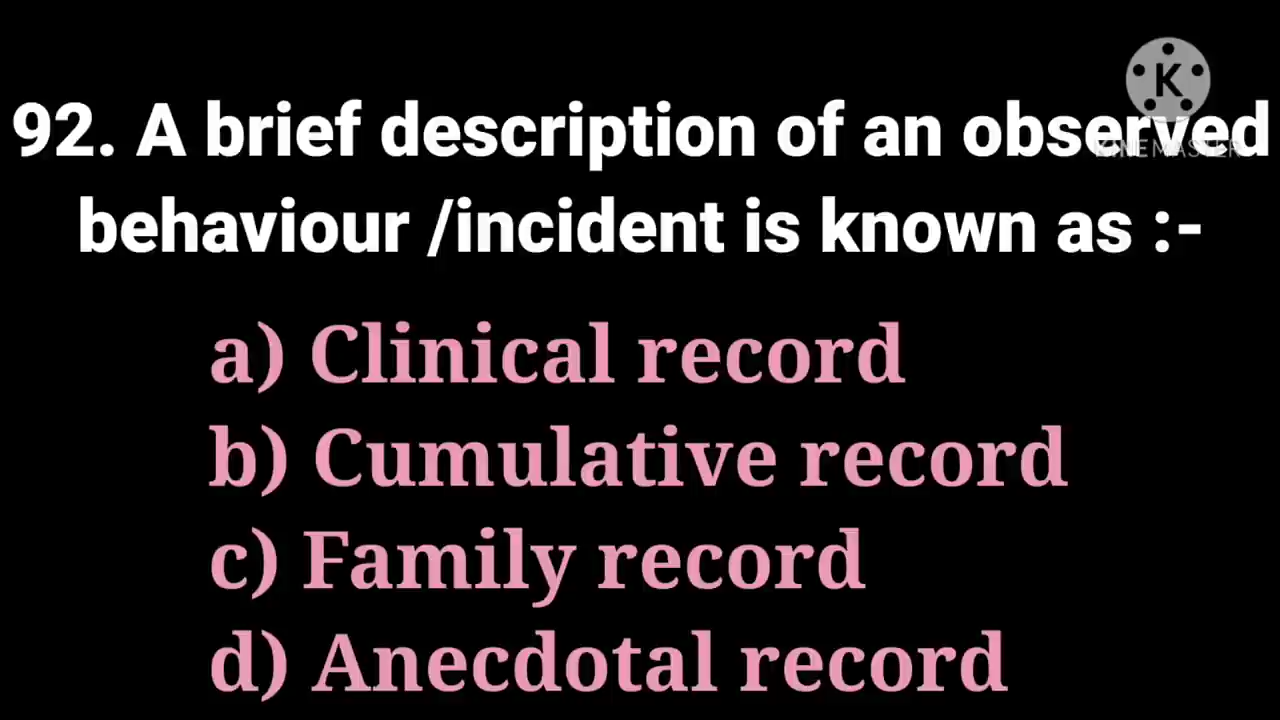 92. A brief description of an observed
behaviour /incident is known as :-
a) Clinical record
b) Cumulative record
c) Family record
d) Anecdotal record
K
KINEMASTER